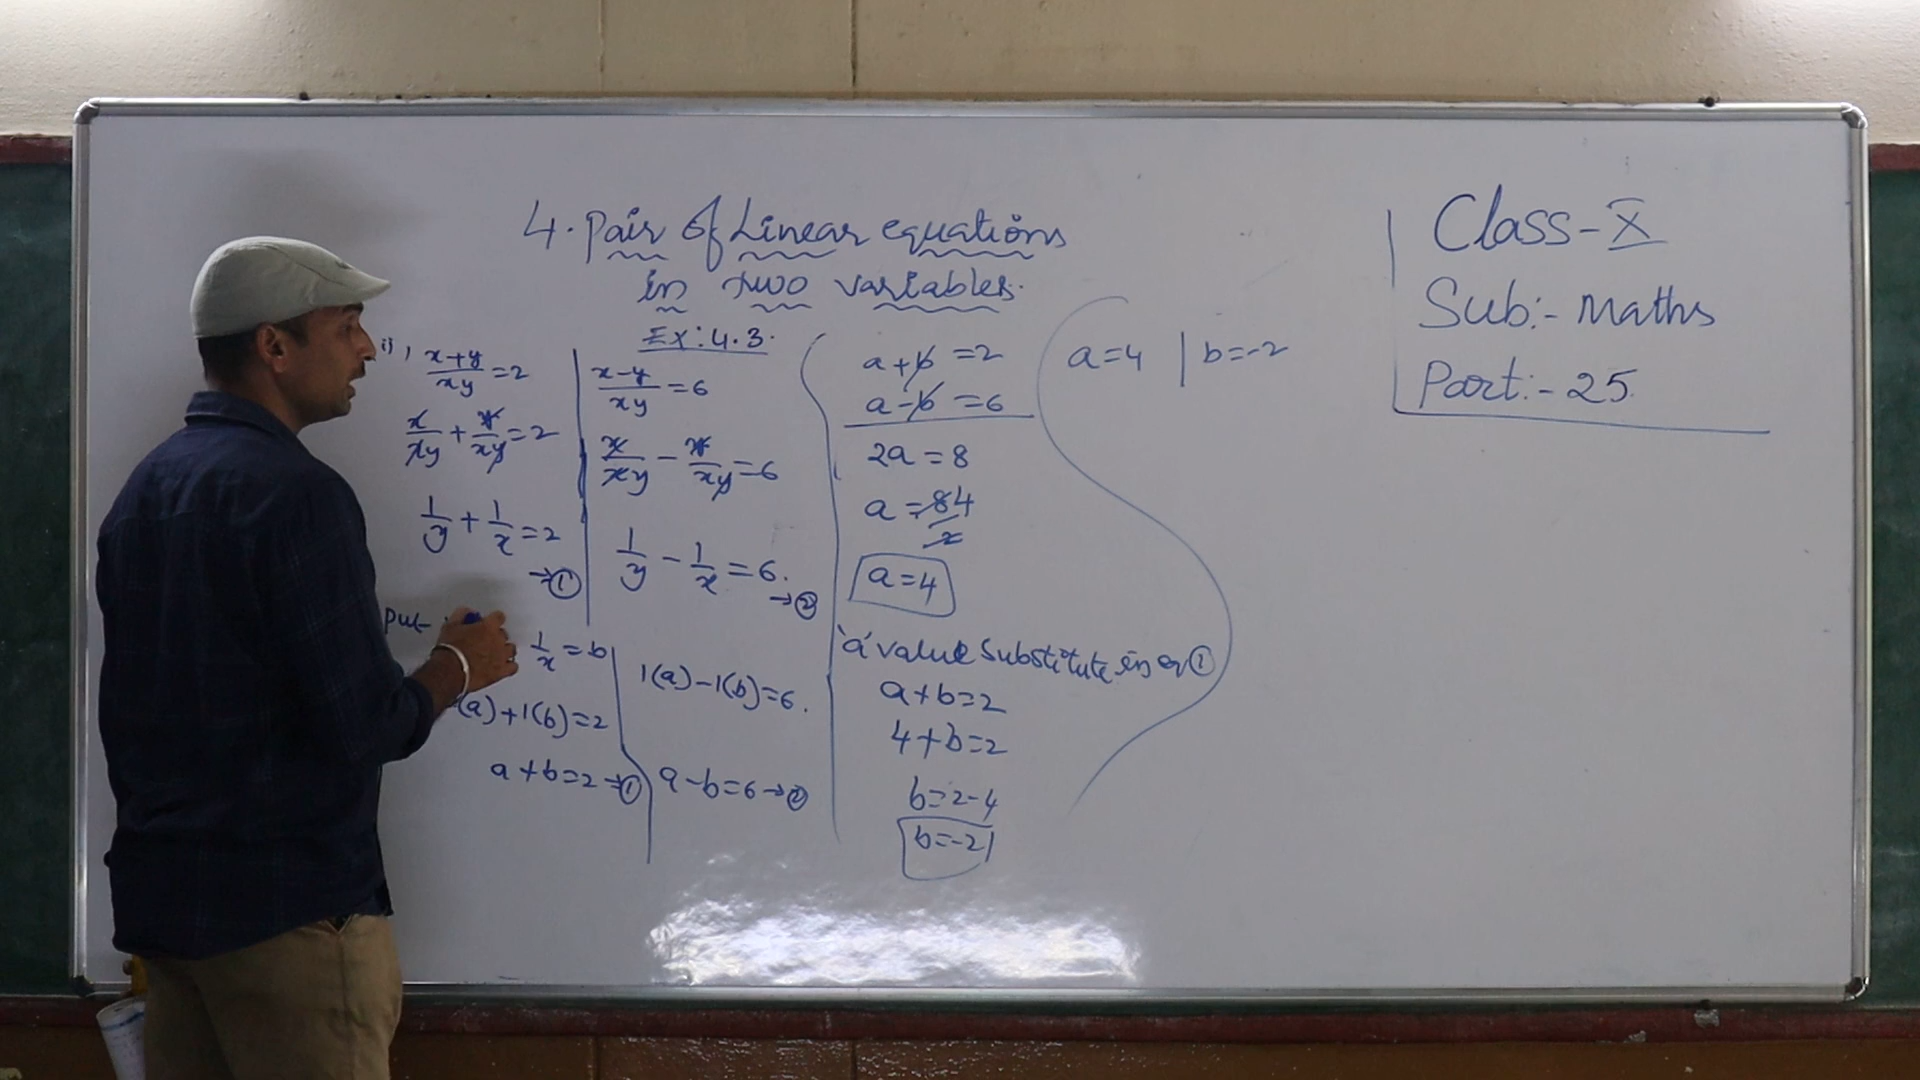 4. Pair of Linear equations
in two variables.
Ex: 4.3.
Class-X
Sub:- Maths
Part:- 25
ii) (x+y)/(xy) = 2
x/(xy) + y/(xy) = 2
1/y + 1/x = 2
→①
put
1/x = b
(a)+1(b)=2
a+b=2→①
(x-y)/(xy) = 6
x/(xy) - y/(xy) = 6
1/y - 1/x = 6.
→②
1(a)-1(b)=6.
a-b=6→②
a+b=2
a-b=6
2a=8
a=84
2
a=4
'a' value Substitute in eq ①
a+b=2
4+b=2
b=2-4
b=-2
a=4 | b=-2